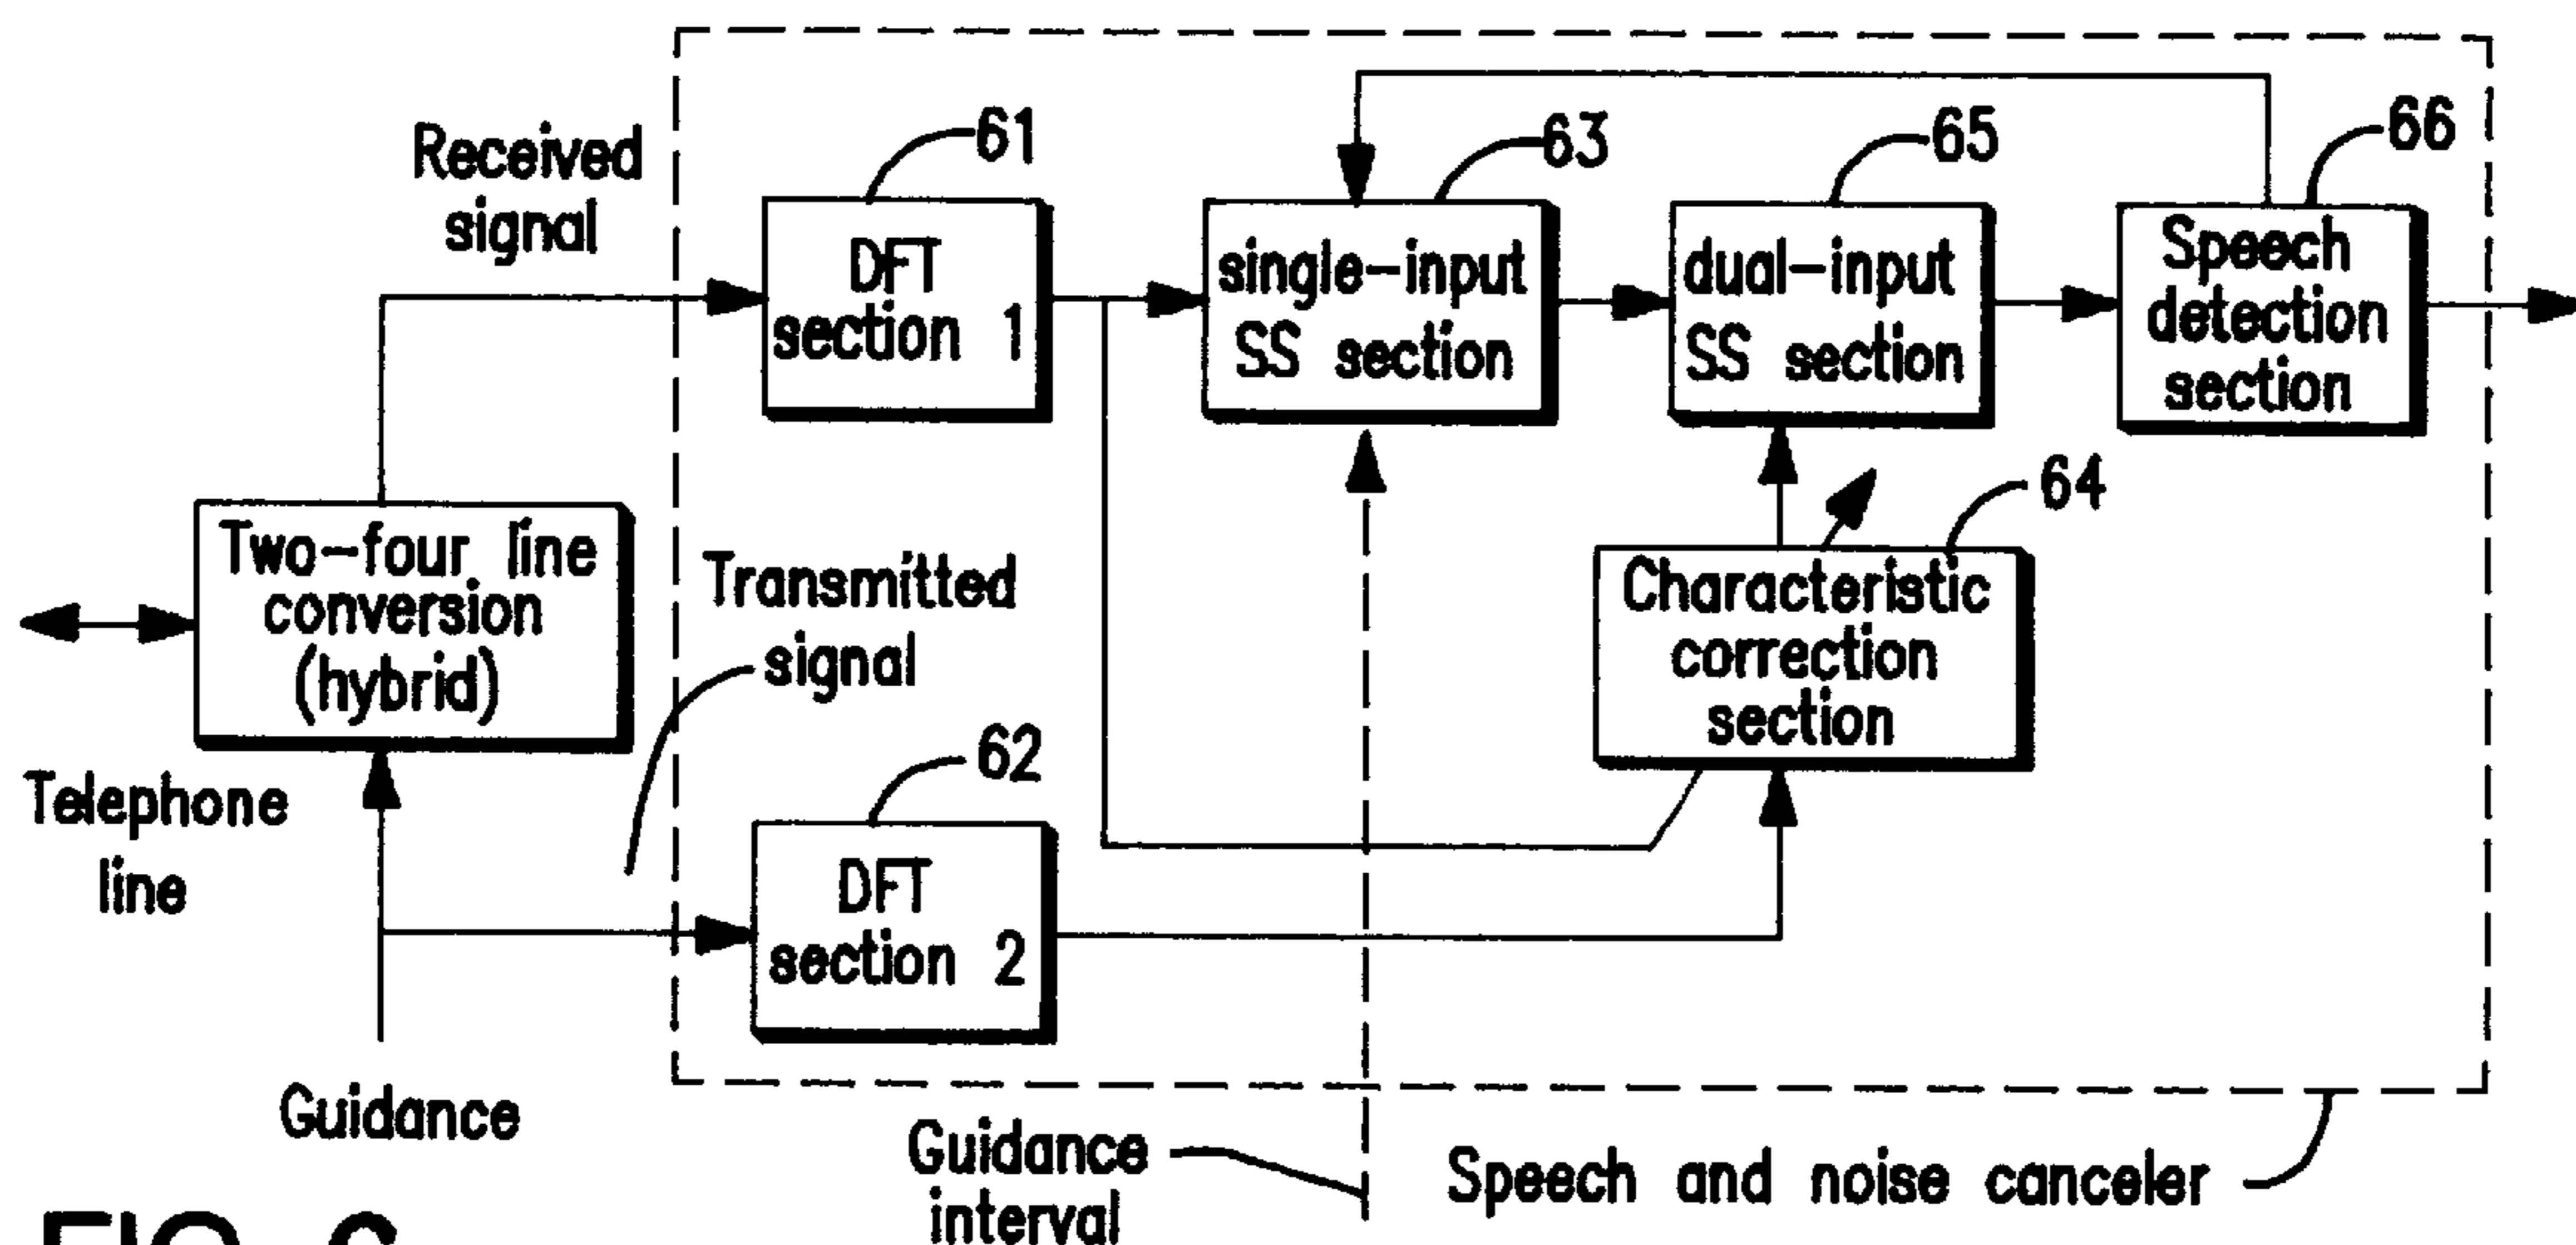 Received
signal
61
63
65
66
DFT
section 1
single-input
SS section
dual-input
SS section
Speech
detection
section
Two-four line
conversion
(hybrid)
Transmitted
signal
64
Characteristic
correction
section
Telephone
line
62
DFT
section 2
Guidance
Guidance
interval
Speech and noise canceler
FIG. 6